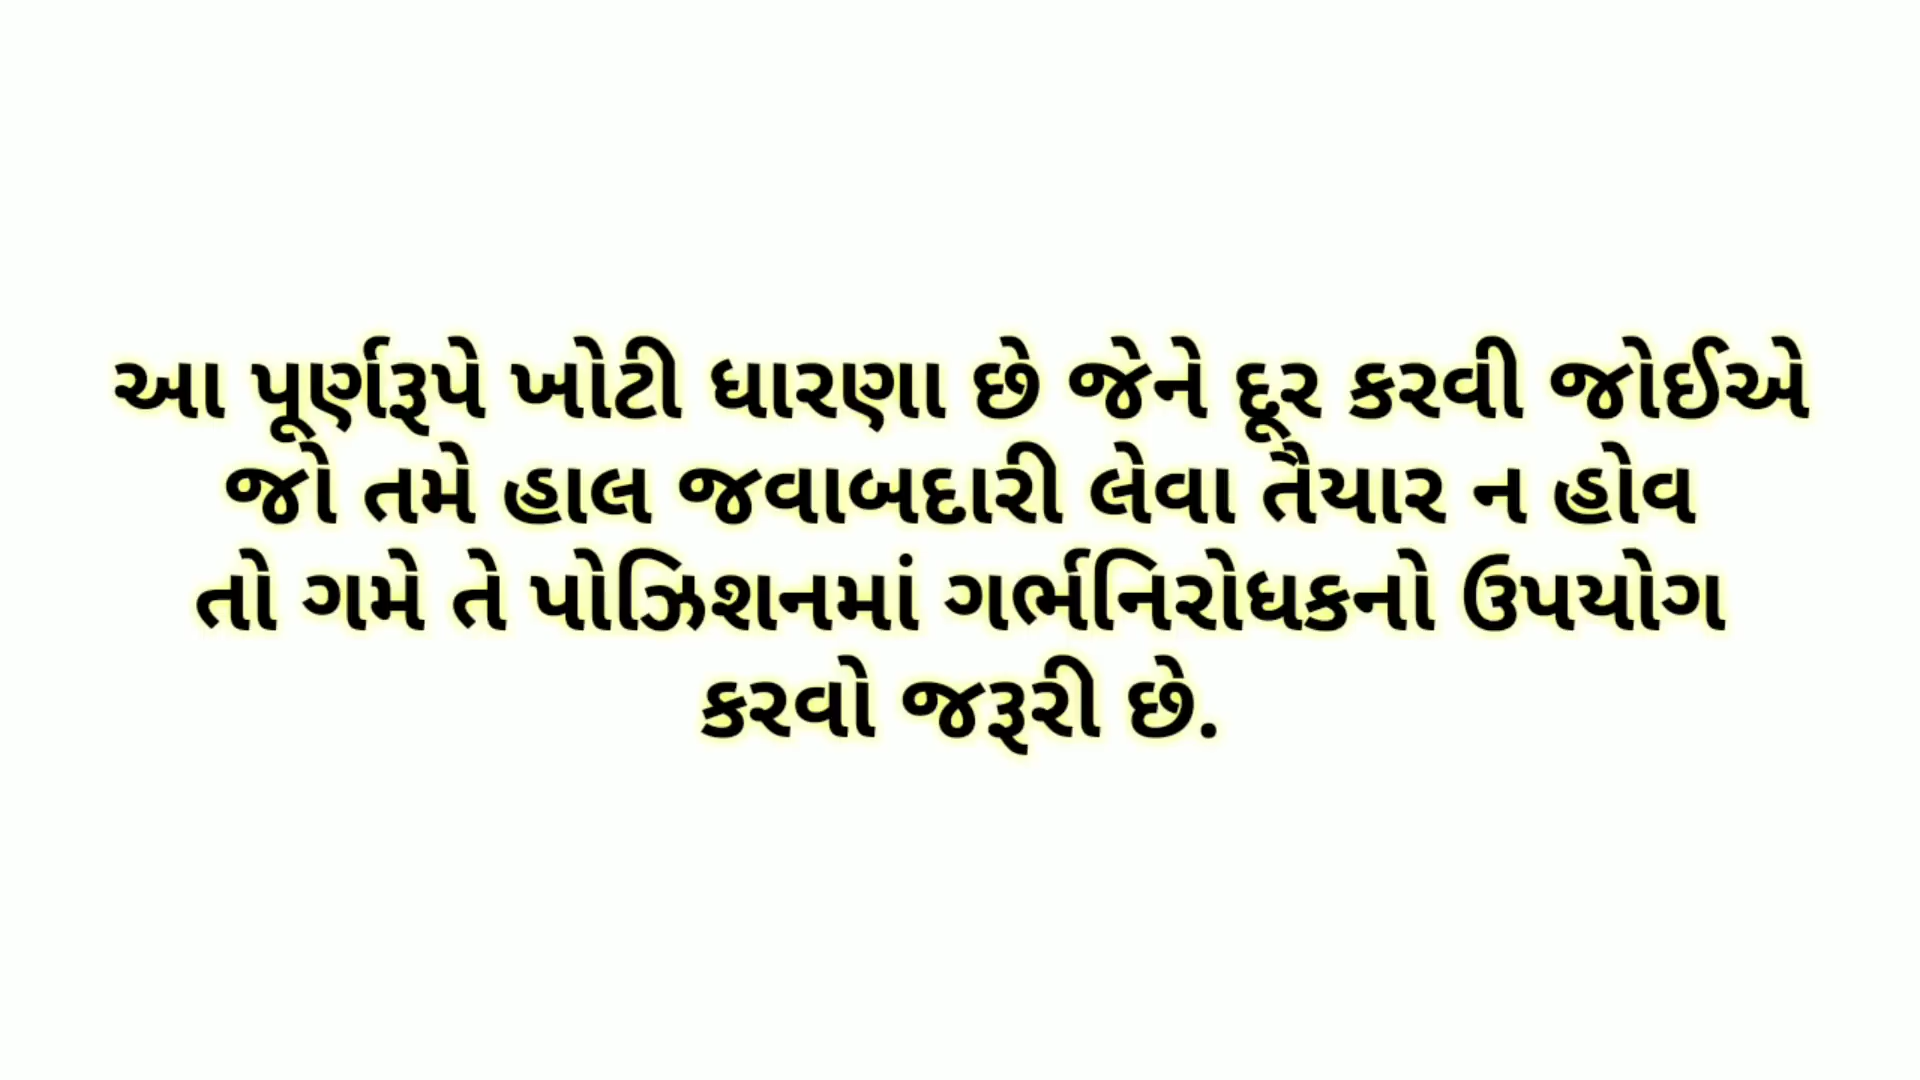 આ પૂર્ણરૂપે ખોટી ધારણા છે જેને દૂર કરવી જોઈએ
જો તમે હાલ જવાબદારી લેવા તૈયાર ન હોવ
તો ગમે તે પોઝિશનમાં ગર્ભનિરોધકનો ઉપયોગ
કરવો જરૂરી છે.